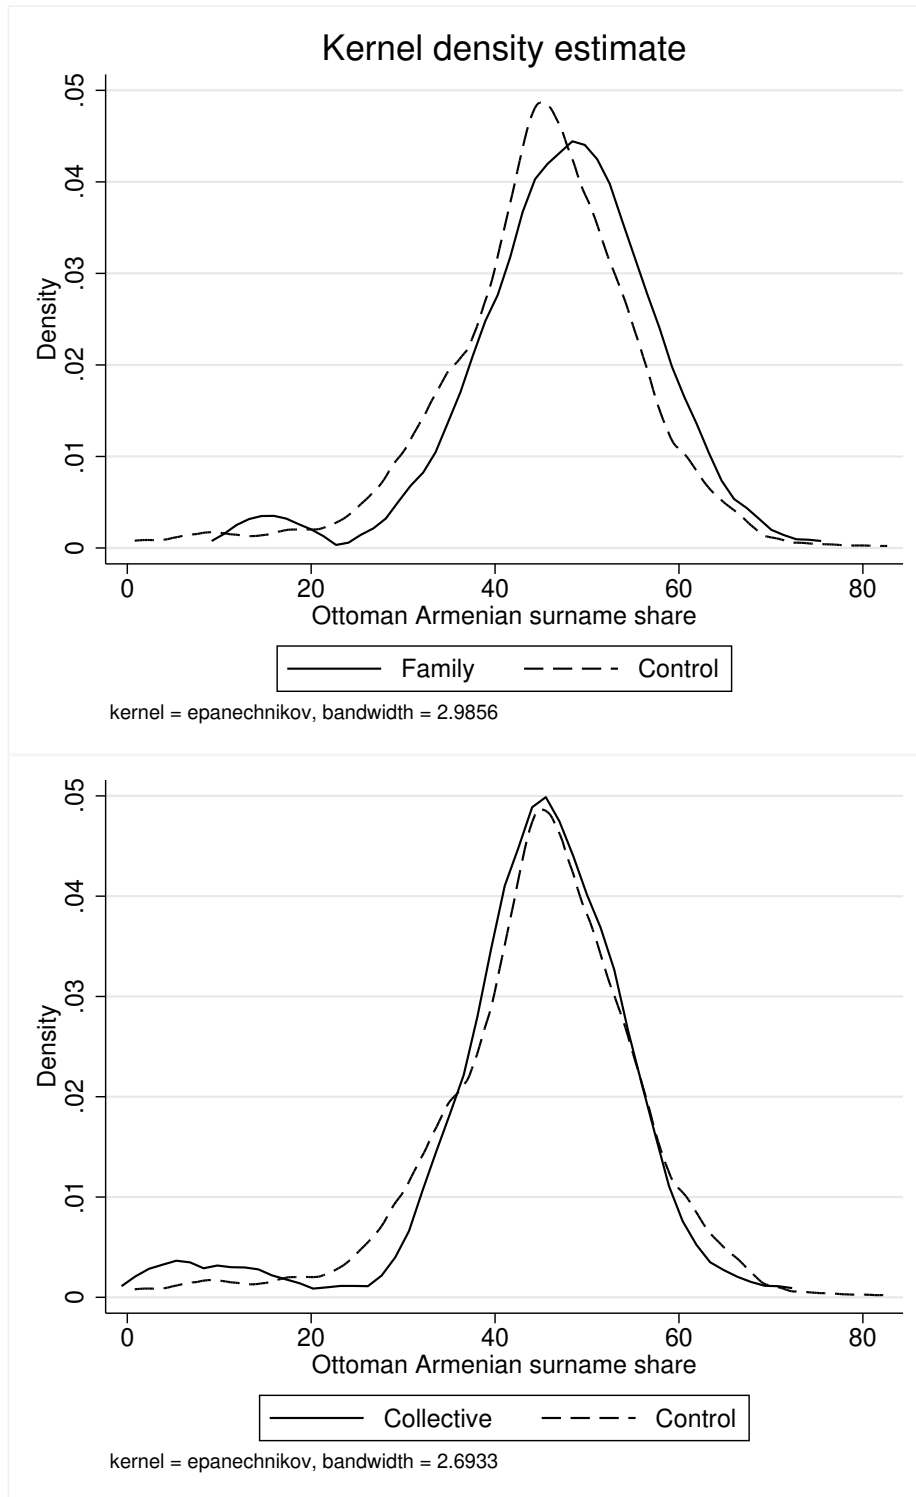 Kernel density estimate
.05
.04
.03
.02
.01
0
Density
0 20 40 60 80
Ottoman Armenian surname share
Family Control
kernel = epanechnikov, bandwidth = 2.9856
.05
.04
.03
.02
.01
0
Density
0 20 40 60 80
Ottoman Armenian surname share
Collective Control
kernel = epanechnikov, bandwidth = 2.6933